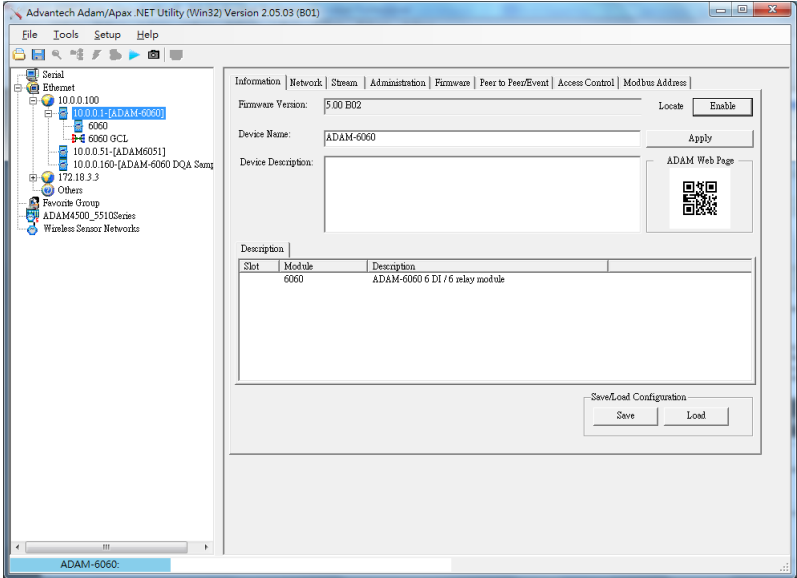 Advantech Adam/Apax .NET Utility (Win32) Version 2.05.03 (B01)
File Tools Setup Help
Serial
Ethernet
10.0.0.100
10.0.0.1-[ADAM-6060]
6060
6060 GCL
10.0.0.51-[ADAM6051]
10.0.0.160-[ADAM-6060 DQA Samp
172.18.3.3
Others
Favorite Group
ADAM4500_5510Series
Wireless Sensor Networks
Information Network Stream Administration Firmware Peer to Peer/Event Access Control Modbus Address
Firmware Version: 5.00 B02 Locate Enable
Device Name: ADAM-6060 Apply
Device Description: ADAM Web Page
Description
Slot Module Description
6060 ADAM-6060 6 DI / 6 relay module
Save/Load Configuration
Save Load
ADAM-6060: